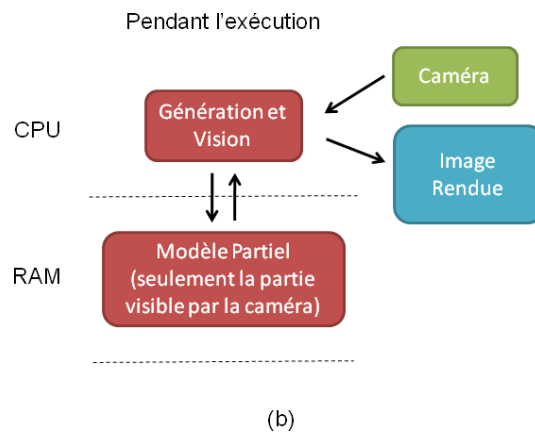 Pendant l'exécution
Caméra
Génération et
Vision
CPU
Image
Rendue
Modèle Partiel
(seulement la partie
visible par la caméra)
RAM
(b)